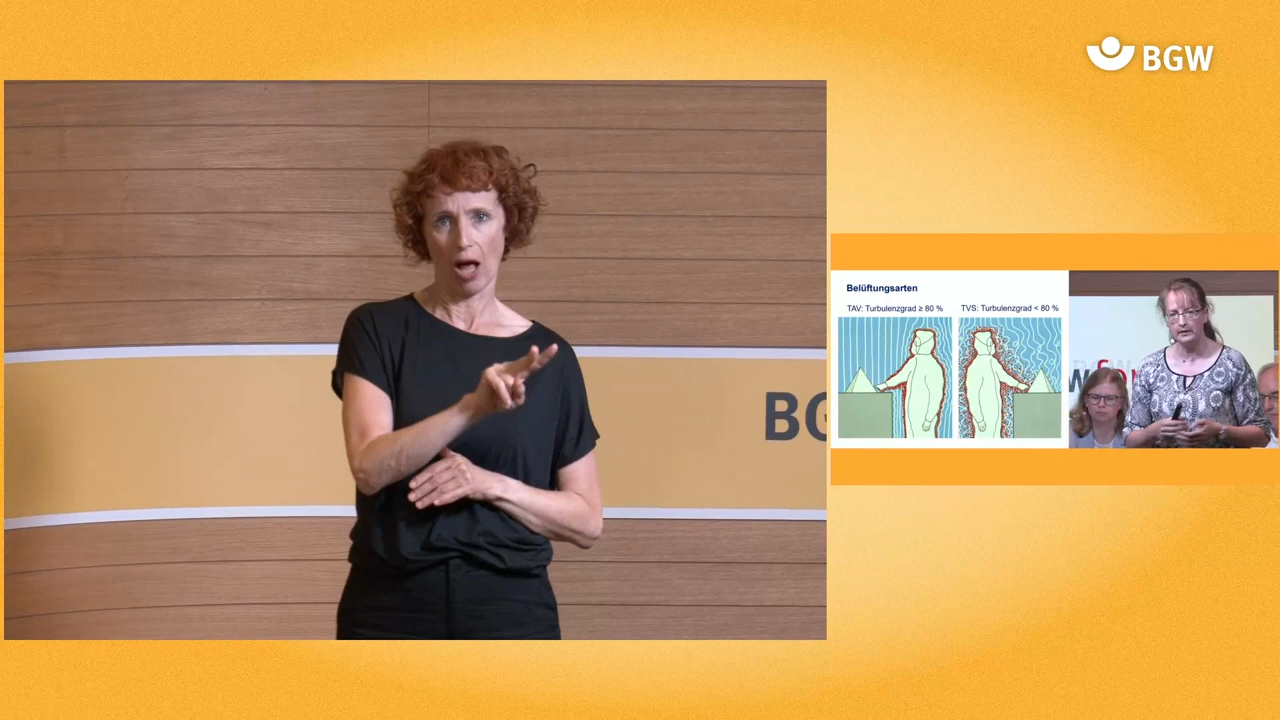 BGW
BG
Belüftungsarten
TAV: Turbulenzgrad ≥ 80 %
TVS: Turbulenzgrad < 80 %